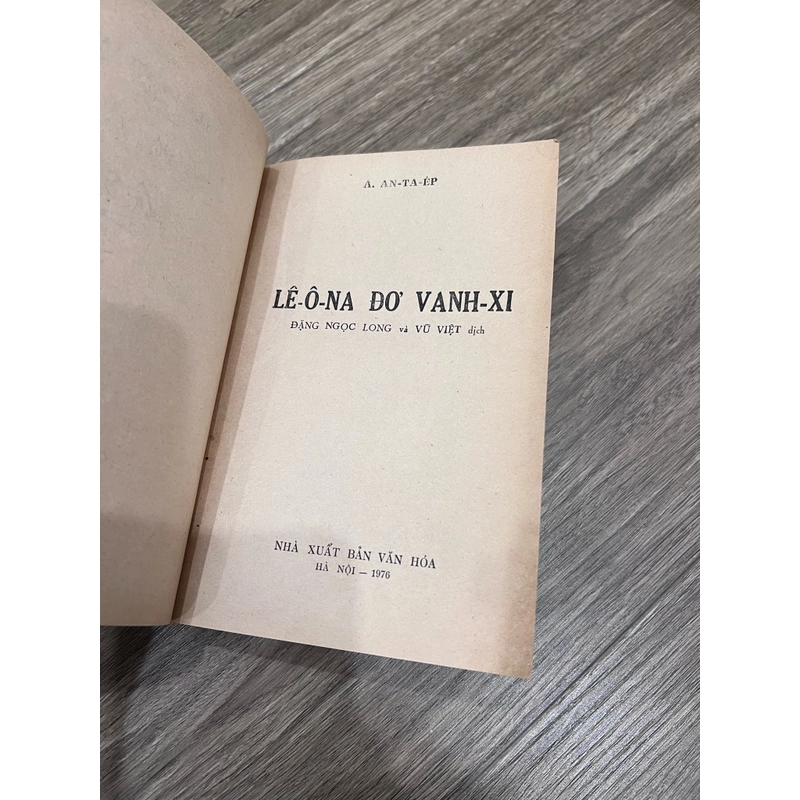 A. AN-TA-ÉP
LÊ-Ô-NA ĐƠ VANH-XI
ĐẶNG NGỌC LONG và VŨ VIỆT dịch
NHÀ XUẤT BẢN VĂN HÓA
HÀ NỘI — 1976